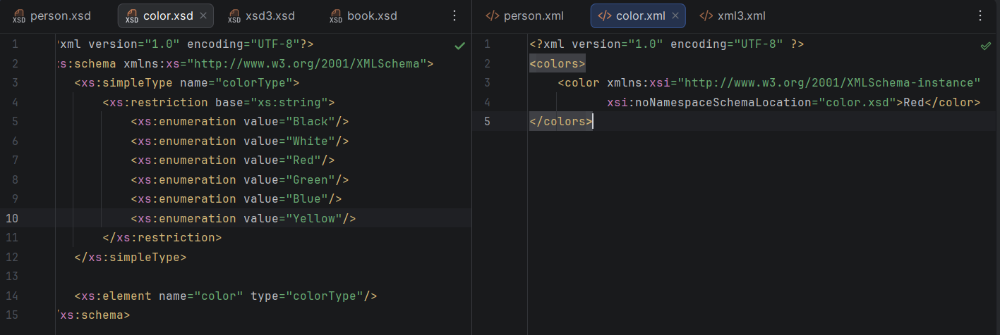 person.xsd color.xsd xsd3.xsd book.xsd
1 ?xml version="1.0" encoding="UTF-8"?>
2 xs:schema xmlns:xs="http://www.w3.org/2001/XMLSchema">
3 <xs:simpleType name="colorType">
4 <xs:restriction base="xs:string">
5 <xs:enumeration value="Black"/>
6 <xs:enumeration value="White"/>
7 <xs:enumeration value="Red"/>
8 <xs:enumeration value="Green"/>
9 <xs:enumeration value="Blue"/>
10 <xs:enumeration value="Yellow"/>
11 </xs:restriction>
12 </xs:simpleType>
13
14 <xs:element name="color" type="colorType"/>
15 /xs:schema>
person.xml color.xml xml3.xml
1 <?xml version="1.0" encoding="UTF-8" ?>
2 <colors>
3 <color xmlns:xsi="http://www.w3.org/2001/XMLSchema-instance"
4 xsi:noNamespaceSchemaLocation="color.xsd">Red</color>
5 </colors>